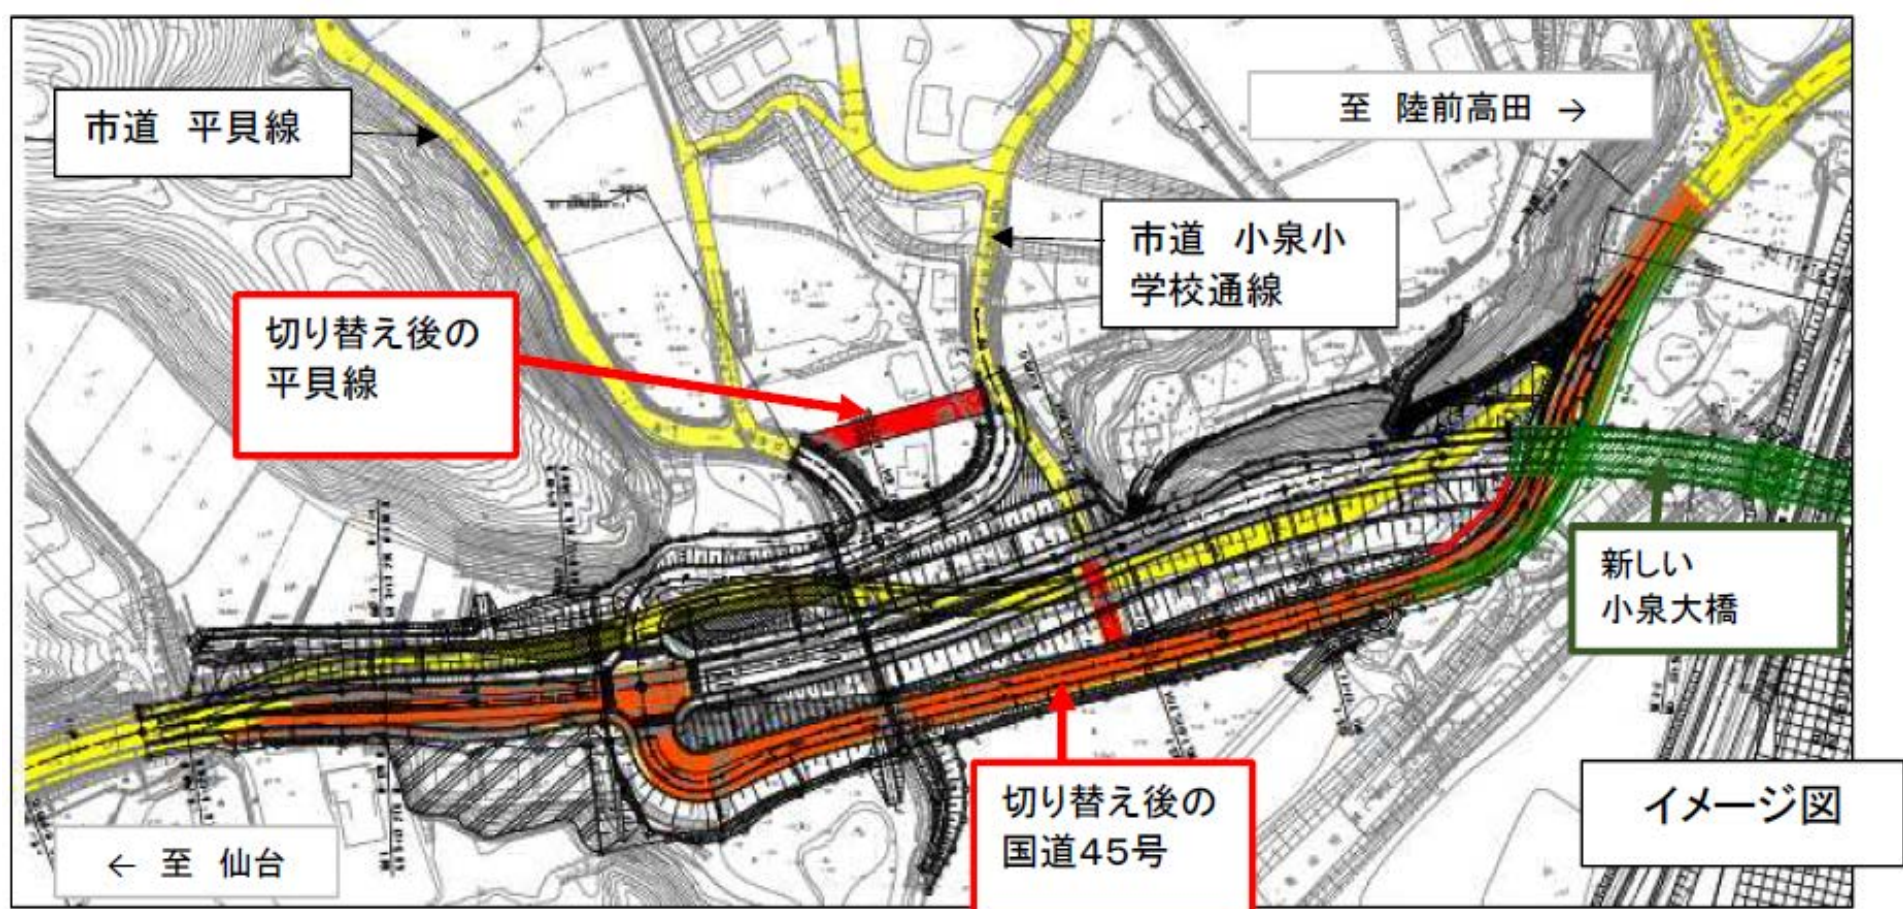 市道 平貝線
至 陸前高田 →
市道 小泉小
学校通線
切り替え後の
平貝線
新しい
小泉大橋
切り替え後の
国道45号
イメージ図
← 至 仙台